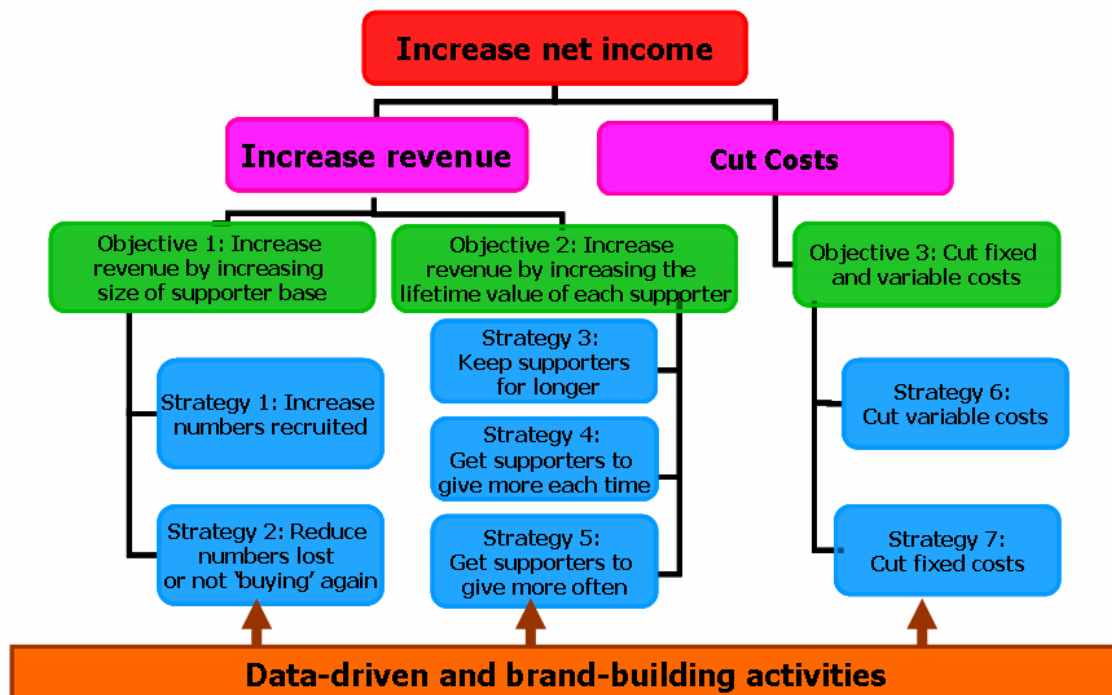 Increase net income
Increase revenue
Cut Costs
Objective 1: Increase
revenue by increasing
size of supporter base
Objective 2: Increase
revenue by increasing the
lifetime value of each supporter
Objective 3: Cut fixed
and variable costs
Strategy 1: Increase
numbers recruited
Strategy 2: Reduce
numbers lost
or not ‘buying’ again
Strategy 3:
Keep supporters
for longer
Strategy 4:
Get supporters to
give more each time
Strategy 5:
Get supporters to
give more often
Strategy 6:
Cut variable costs
Strategy 7:
Cut fixed costs
Data-driven and brand-building activities